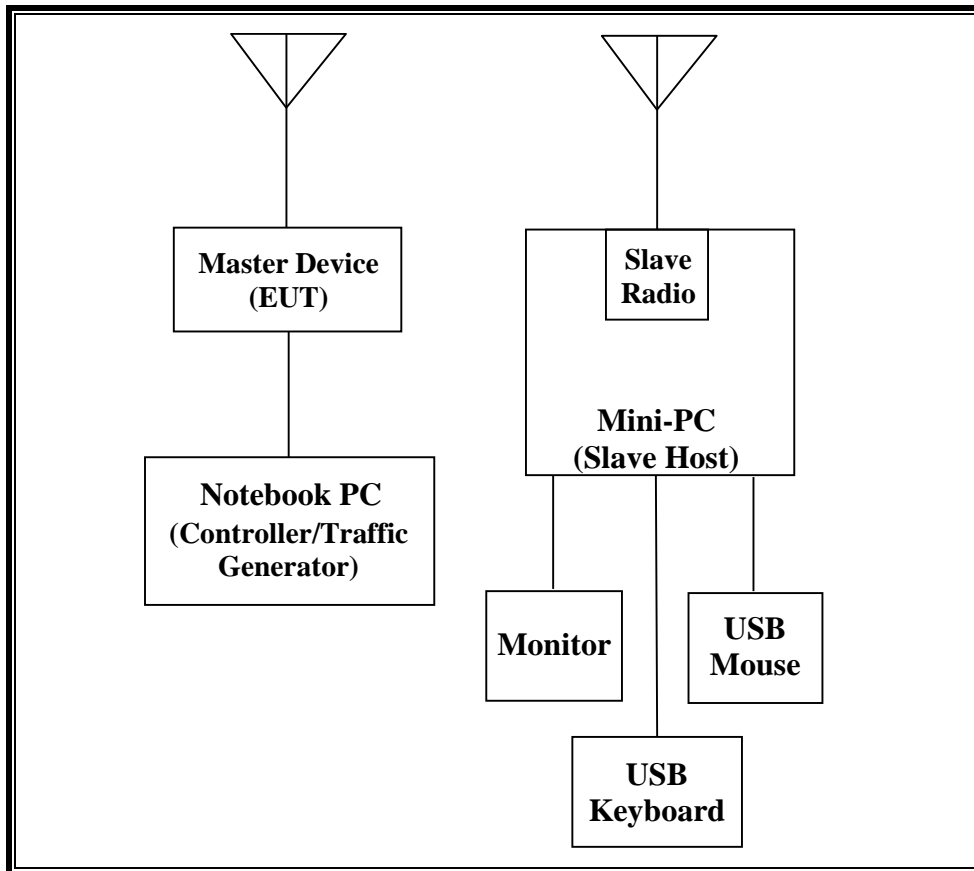 Master Device
(EUT)
Slave
Radio
Mini-PC
(Slave Host)
Notebook PC
(Controller/Traffic
Generator)
Monitor
USB
Mouse
USB
Keyboard